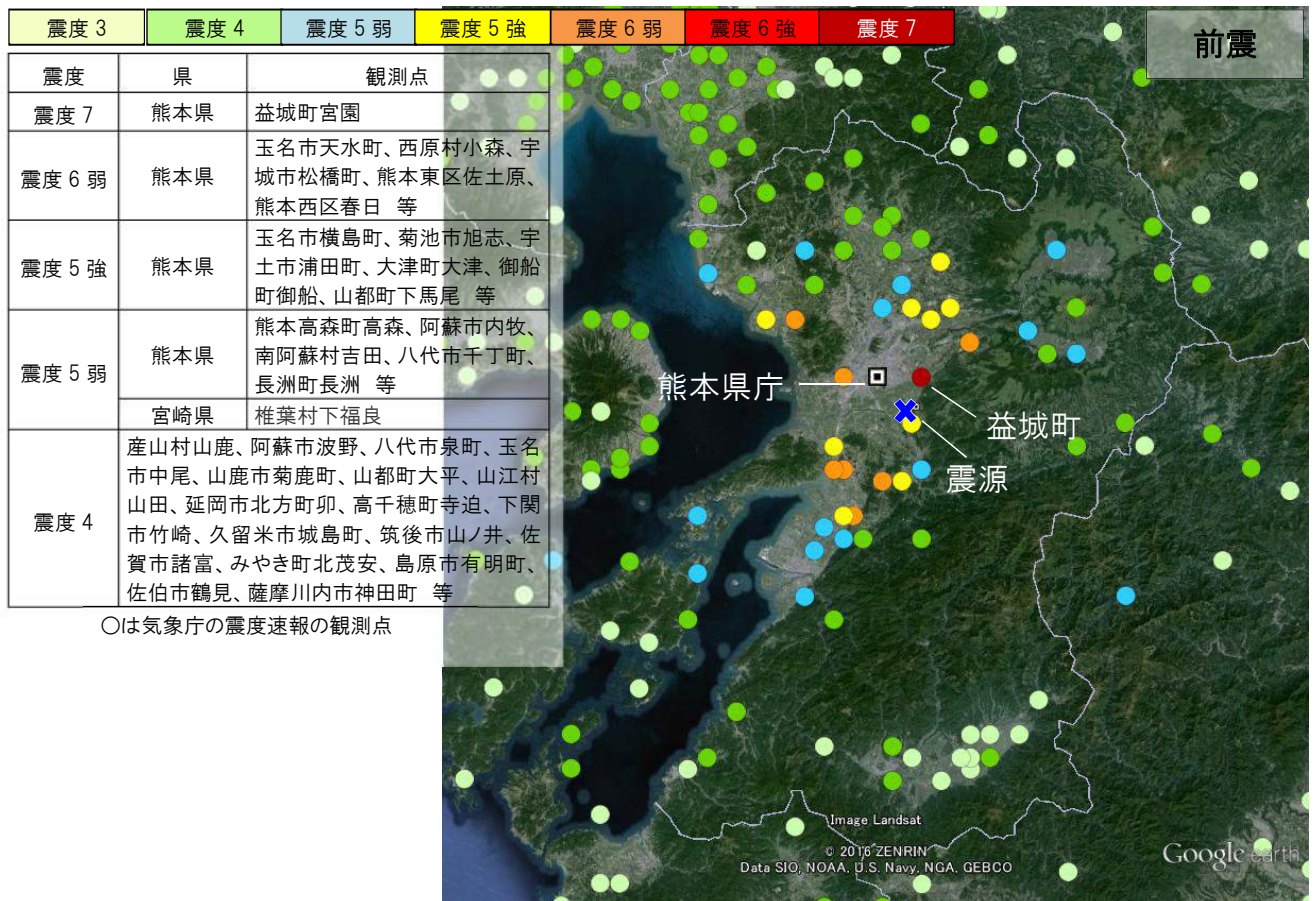 震度 3 震度 4 震度 5 弱 震度 5 強 震度 6 弱 震度 6 強 震度 7
前震
震度 県 観測点
震度 7 熊本県 益城町宮園
震度 6 弱 熊本県 玉名市天水町、西原村小森、宇
城市松橋町、熊本東区佐土原、
熊本西区春日 等
震度 5 強 熊本県 玉名市横島町、菊池市旭志、宇
土市浦田町、大津町大津、御船
町御船、山都町下馬尾 等
震度 5 弱 熊本県 熊本高森町高森、阿蘇市内牧、
南阿蘇村吉田、八代市千丁町、
長洲町長洲 等
宮崎県 椎葉村下福良
震度 4 産山村山鹿、阿蘇市波野、八代市泉町、玉名
市中尾、山鹿市菊鹿町、山都町大平、山江村
山田、延岡市北方町卯、高千穂町寺迫、下関
市竹崎、久留米市城島町、筑後市山ノ井、佐
賀市諸富、みやき町北茂安、島原市有明町、
佐伯市鶴見、薩摩川内市神田町 等
○は気象庁の震度速報の観測点
熊本県庁
益城町
震源
Image Landsat
© 2016 ZENRIN
Data SIO, NOAA, U.S. Navy, NGA, GEBCO
Google earth